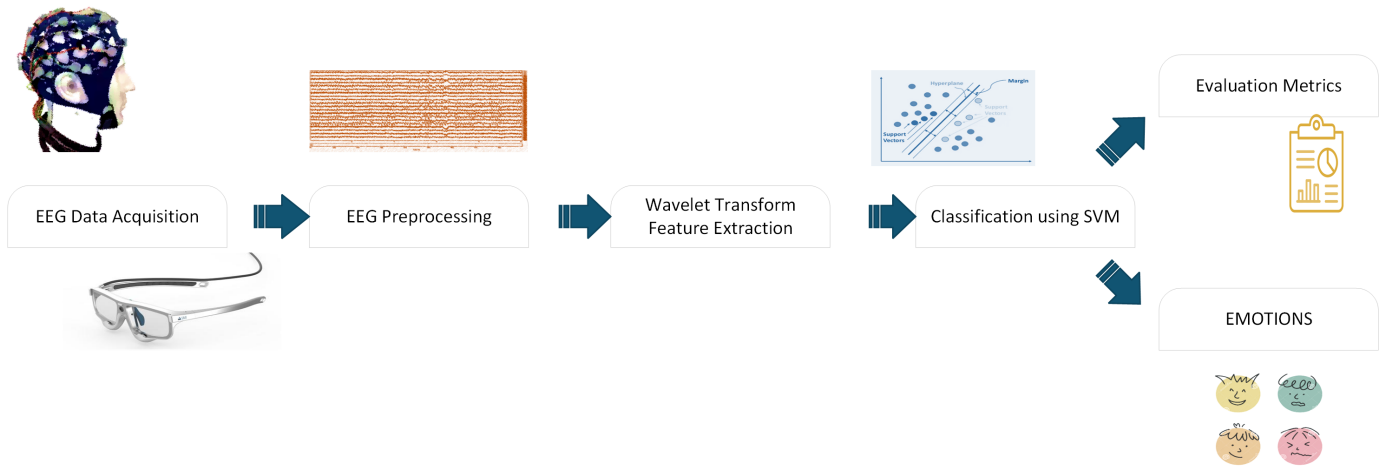 EEG Data Acquisition
EEG Preprocessing
Wavelet Transform
Feature Extraction
Classification using SVM
Hyperplane
Margin
Support
Vectors
Support
Vectors
Evaluation Metrics
EMOTIONS